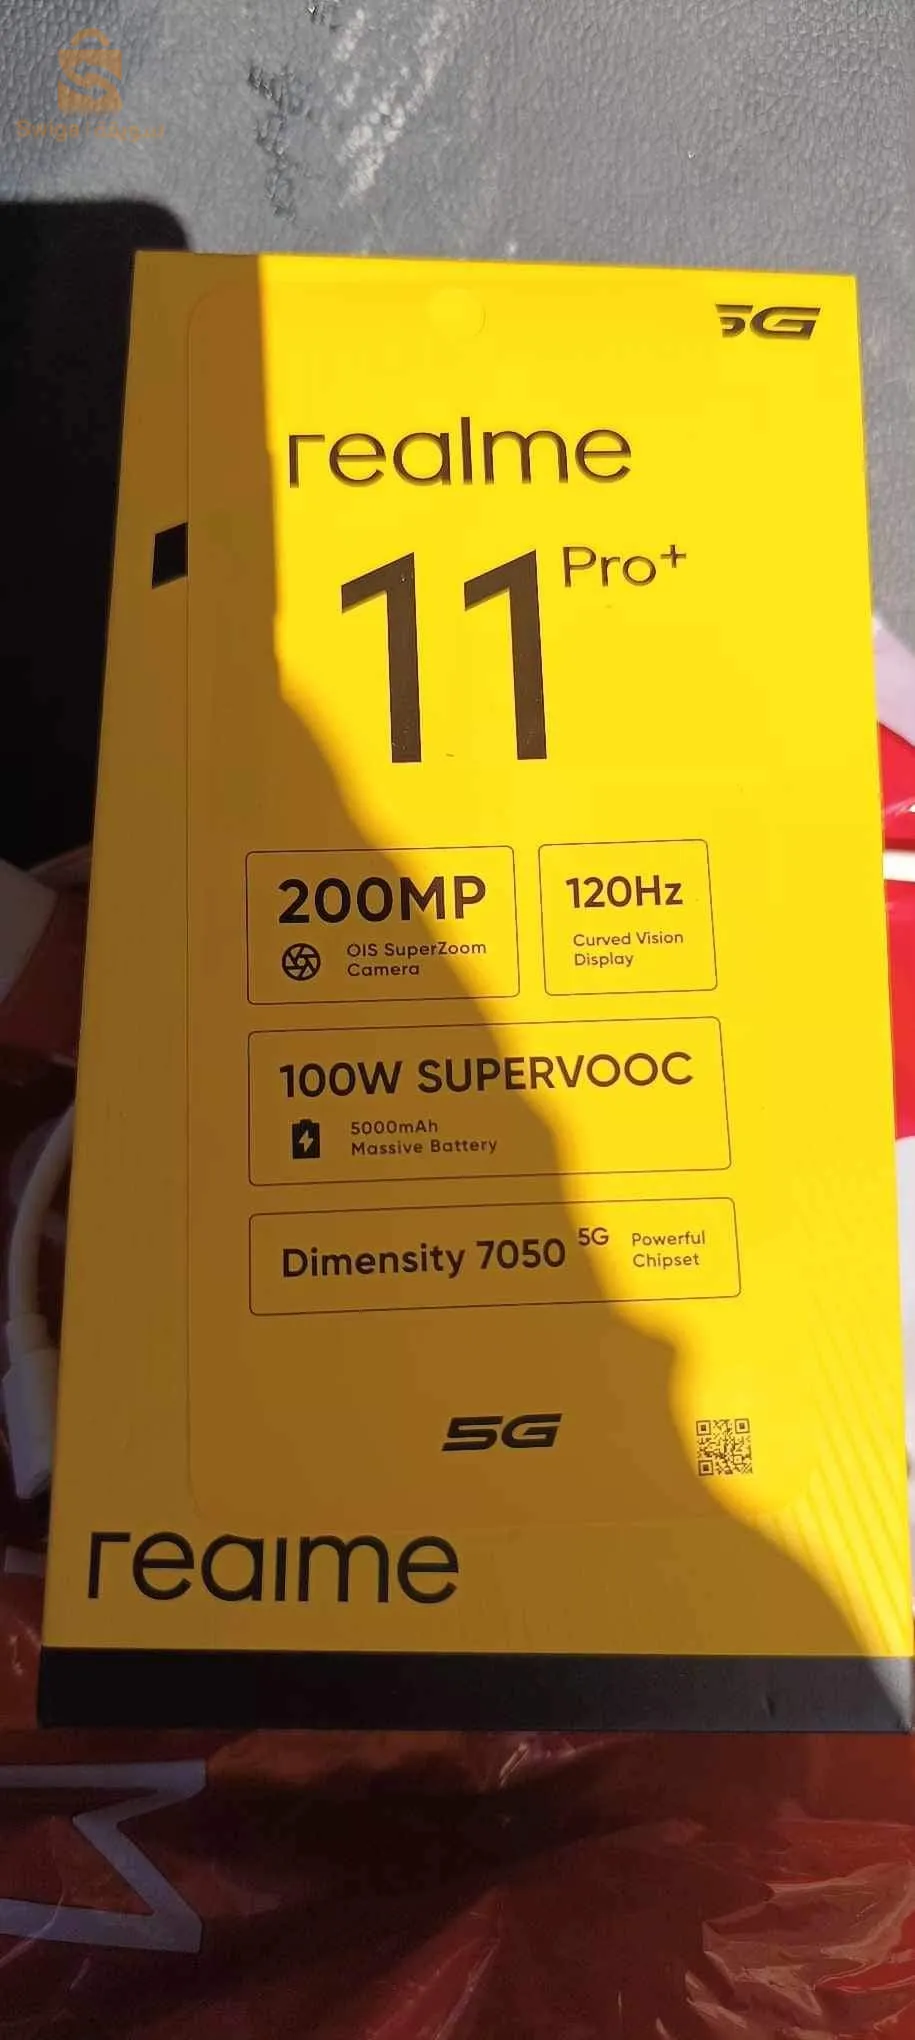 5G
realme
11 Pro+
200MP
OIS SuperZoom
Camera
120Hz
Curved Vision
Display
100W SUPERVOOC
5000mAh
Massive Battery
Dimensity 7050 5G
Powerful
Chipset
5G
realme